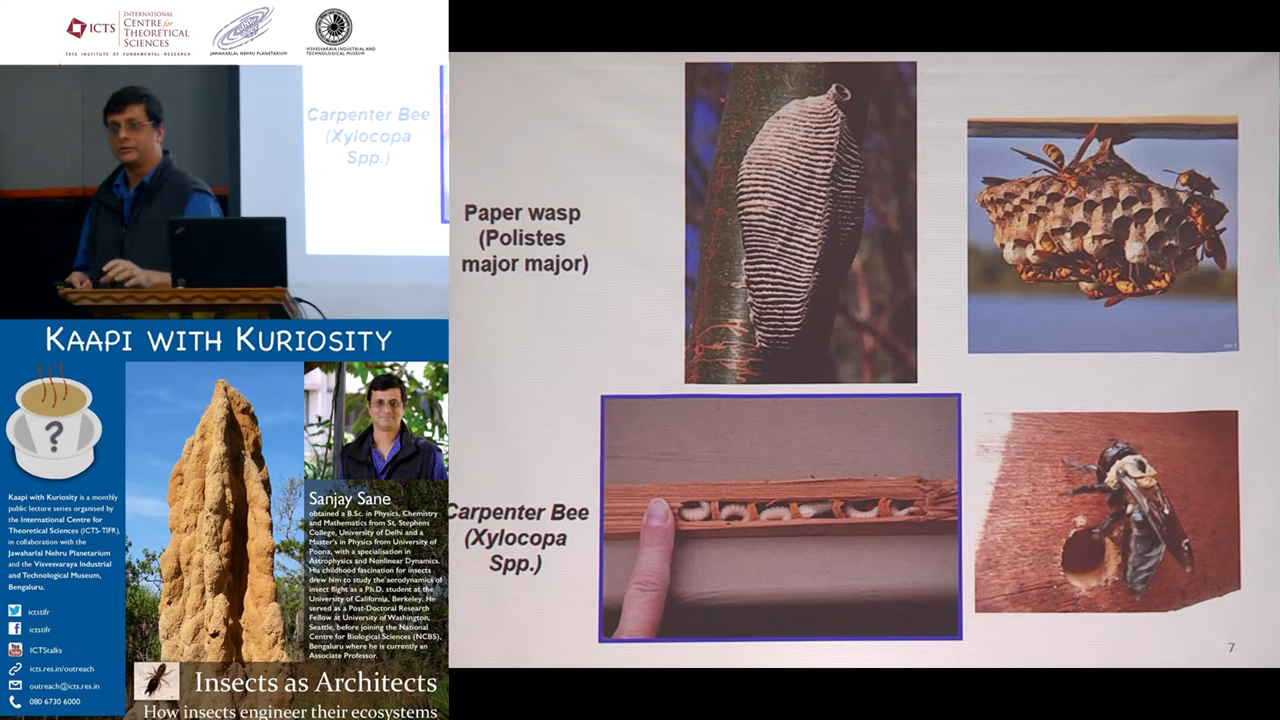 ICTS
INTERNATIONAL
CENTRE for
THEORETICAL
SCIENCES
TATA INSTITUTE OF FUNDAMENTAL RESEARCH
JAWAHARLAL NEHRU PLANETARIUM
VISVESVARAYA INDUSTRIAL AND
TECHNOLOGICAL MUSEUM
Carpenter Bee
(Xylocopa
Spp.)
KAAPI WITH KURIOSITY
?
Kaapi with Kuriosity is a monthly
public lecture series organised by
the International Centre for
Theoretical Sciences (ICTS-TIFR),
in collaboration with the
Jawaharlal Nehru Planetarium
and the Visvesvaraya Industrial
and Technological Museum,
Bengaluru.
ictstifr
ictstifr
You
ICTStalks
icts.res.in/outreach
outreach@icts.res.in
080 6730 6000
Sanjay Sane
obtained a B.Sc. in Physics, Chemistry
and Mathematics from St. Stephens
College, University of Delhi and a
Master's in Physics from University of
Poona, with a specialisation in
Astrophysics and Nonlinear Dynamics.
His childhood fascination for insects
drew him to study the aerodynamics of
insect flight as a Ph.D. student at the
University of California, Berkeley. He
served as a Post-Doctoral Research
Fellow at University of Washington,
Seattle, before joining the National
Centre for Biological Sciences (NCBS),
Bengaluru where he is currently an
Associate Professor.
Insects as Architects
How insects engineer their ecosystems
Paper wasp
(Polistes
major major)
Carpenter Bee
(Xylocopa
Spp.)
7